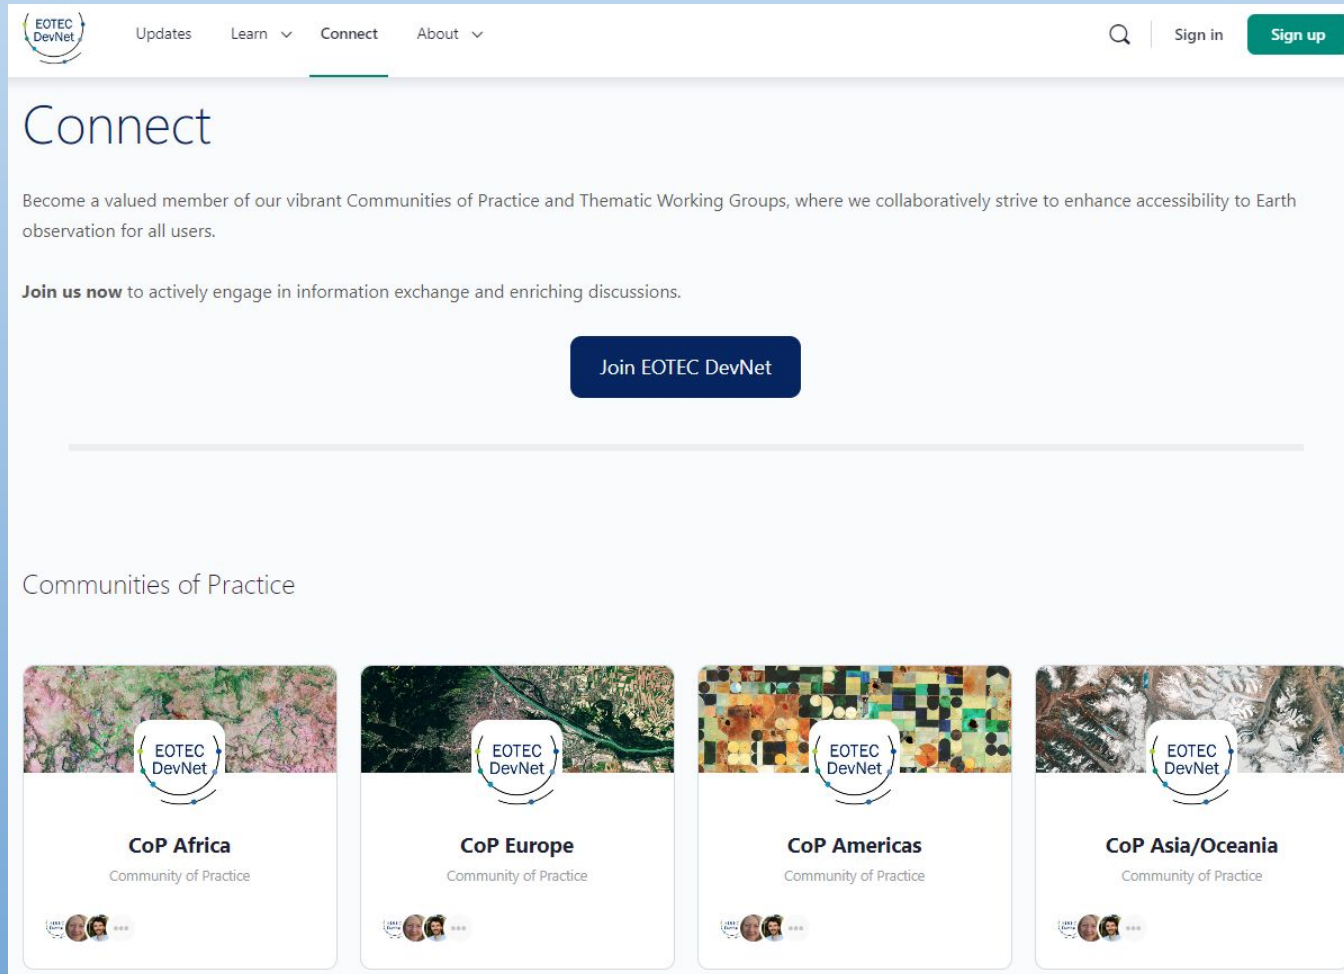 EOTEC
DevNet
Updates
Learn
Connect
About
Sign in
Sign up
Connect
Become a valued member of our vibrant Communities of Practice and Thematic Working Groups, where we collaboratively strive to enhance accessibility to Earth
observation for all users.
Join us now to actively engage in information exchange and enriching discussions.
Join EOTEC DevNet
Communities of Practice
EOTEC
DevNet
CoP Africa
Community of Practice
EOTEC
DevNet
CoP Europe
Community of Practice
EOTEC
DevNet
CoP Americas
Community of Practice
EOTEC
DevNet
CoP Asia/Oceania
Community of Practice